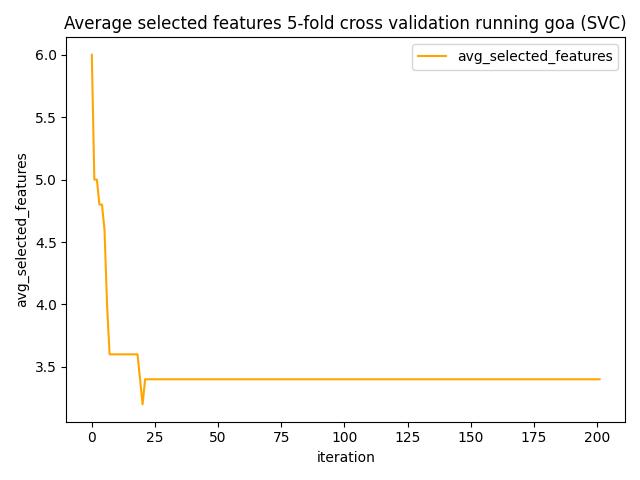 Average selected features 5-fold cross validation running goa (SVC)
avg_selected_features
avg_selected_features
6.0
5.5
5.0
4.5
4.0
3.5
0 25 50 75 100 125 150 175 200
iteration